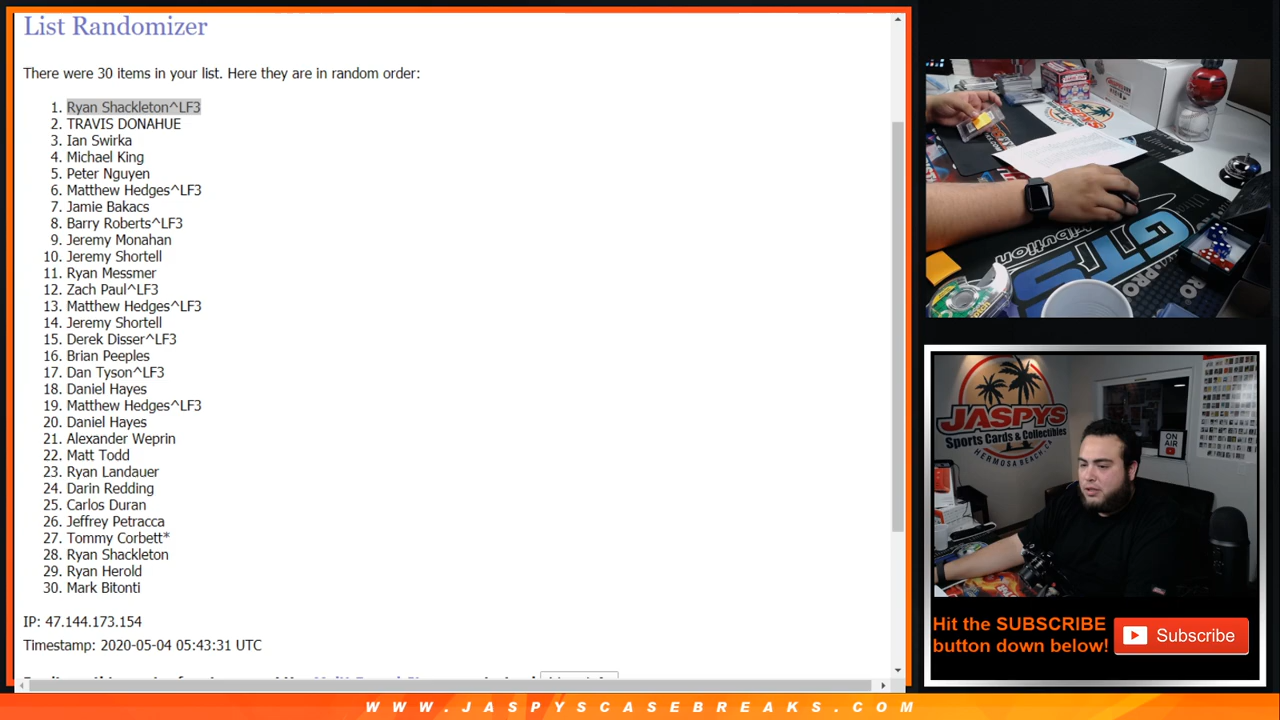 List Randomizer
There were 30 items in your list. Here they are in random order:
1. Ryan Shackleton^LF3
2. TRAVIS DONAHUE
3. Ian Swirka
4. Michael King
5. Peter Nguyen
6. Matthew Hedges^LF3
7. Jamie Bakacs
8. Barry Roberts^LF3
9. Jeremy Monahan
10. Jeremy Shortell
11. Ryan Messmer
12. Zach Paul^LF3
13. Matthew Hedges^LF3
14. Jeremy Shortell
15. Derek Disser^LF3
16. Brian Peeples
17. Dan Tyson^LF3
18. Daniel Hayes
19. Matthew Hedges^LF3
20. Daniel Hayes
21. Alexander Weprin
22. Matt Todd
23. Ryan Landauer
24. Darin Redding
25. Carlos Duran
26. Jeffrey Petracca
27. Tommy Corbett*
28. Ryan Shackleton
29. Ryan Herold
30. Mark Bitonti
IP: 47.144.173.154
Timestamp: 2020-05-04 05:43:31 UTC
GTS
JASPYS
Sports Cards & Collectibles
HERMOSA BEACH, CA
ON
AIR
Hit the SUBSCRIBE
button down below!
Subscribe
WWW.JASPYSCASEBREAKS.COM